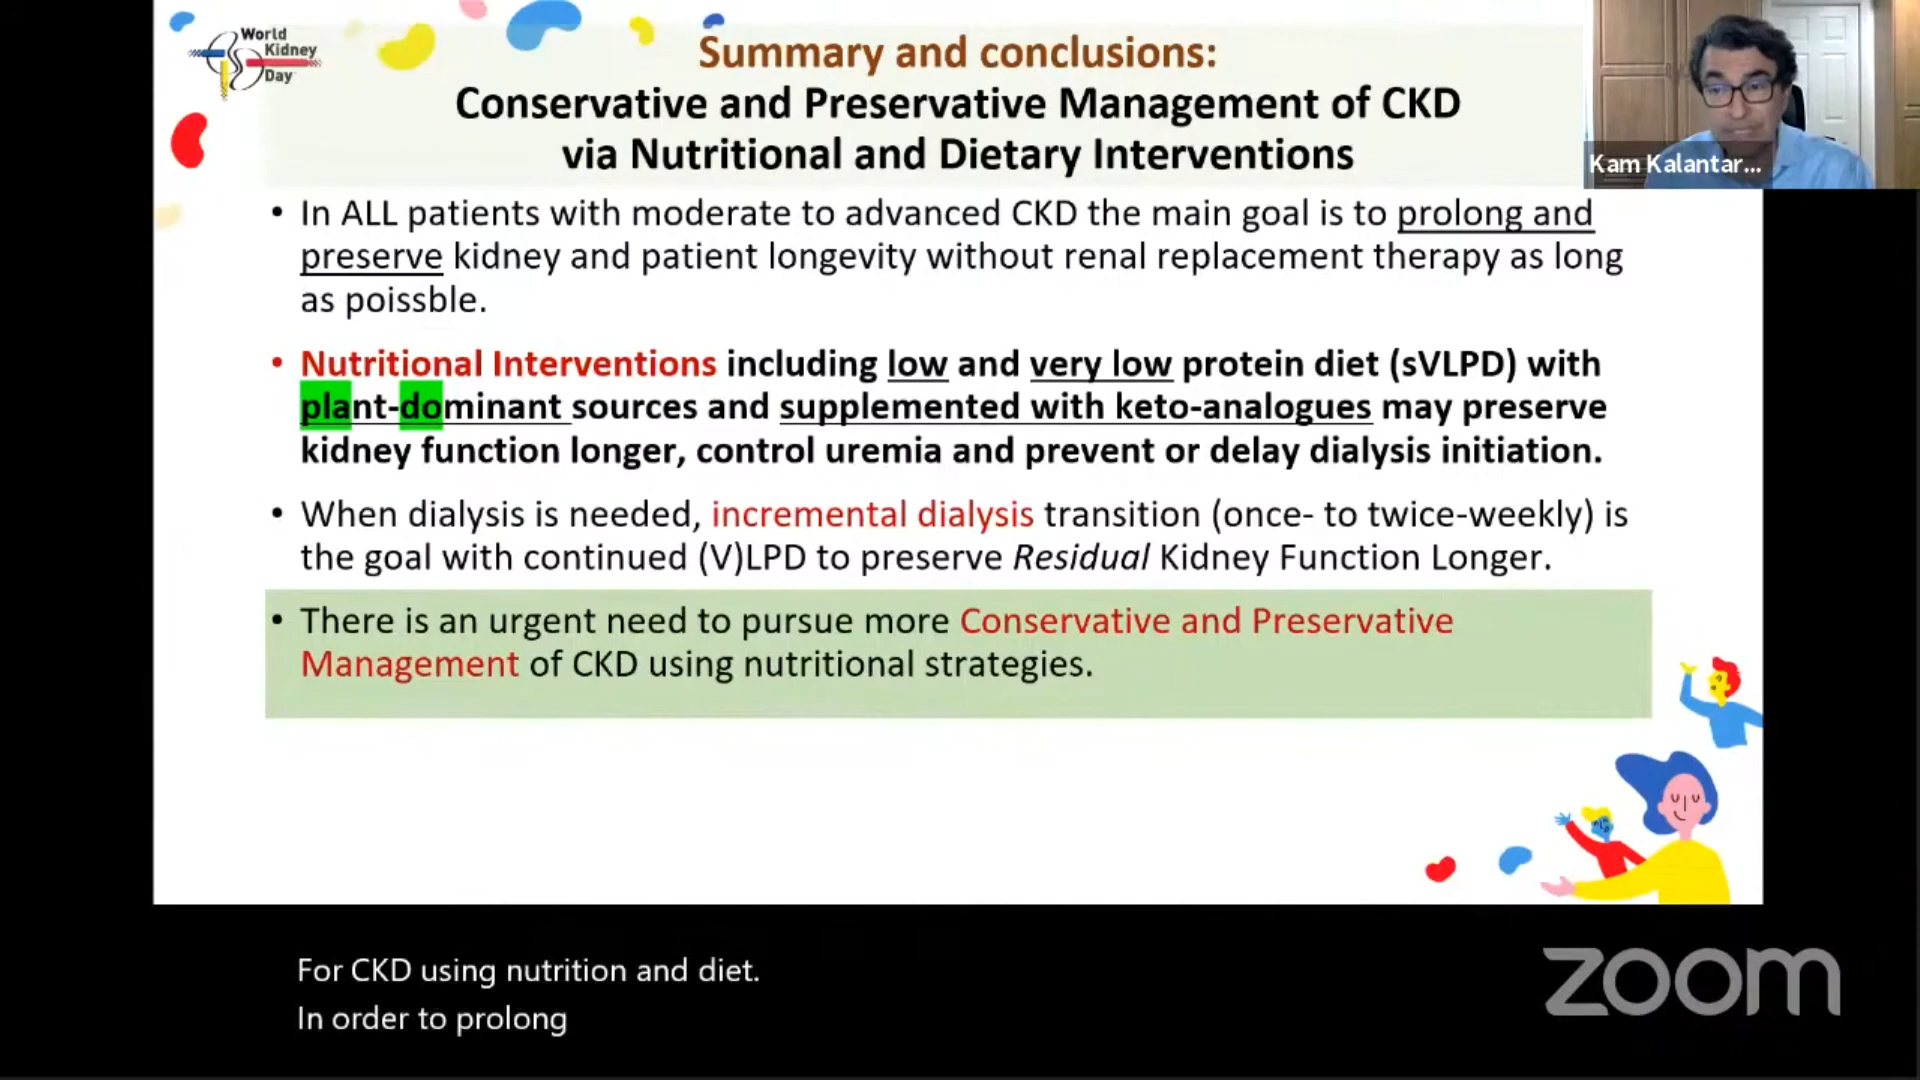 World
Kidney
Day
Summary and conclusions:
Conservative and Preservative Management of CKD
via Nutritional and Dietary Interventions
Kam Kalantar...
• In ALL patients with moderate to advanced CKD the main goal is to prolong and
preserve kidney and patient longevity without renal replacement therapy as long
as poissble.
• Nutritional Interventions including low and very low protein diet (sVLPD) with
plant-dominant sources and supplemented with keto-analogues may preserve
kidney function longer, control uremia and prevent or delay dialysis initiation.
• When dialysis is needed, incremental dialysis transition (once- to twice-weekly) is
the goal with continued (V)LPD to preserve Residual Kidney Function Longer.
• There is an urgent need to pursue more Conservative and Preservative
Management of CKD using nutritional strategies.
For CKD using nutrition and diet.
In order to prolong
zoom